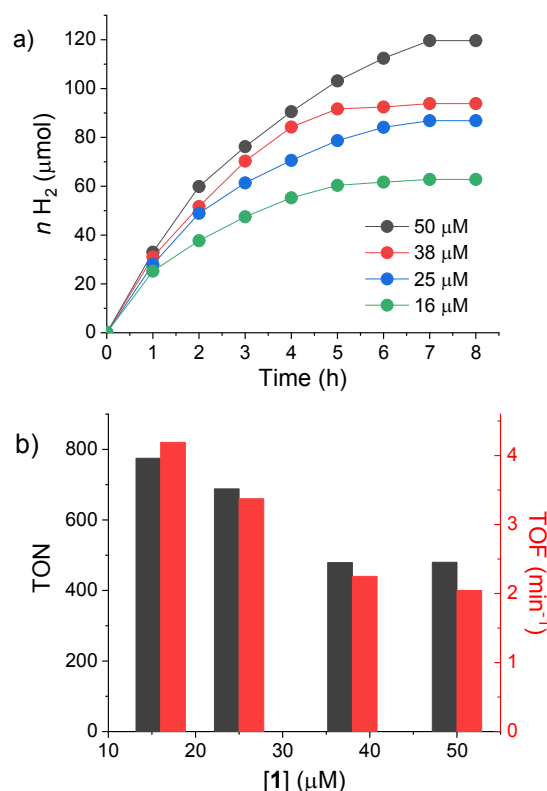 a)
n H₂ (μmol)
120
100
80
60
40
20
0
50 μM
38 μM
25 μM
16 μM
0 1 2 3 4 5 6 7 8
Time (h)
b)
TON
800
600
400
200
0
TOF (min⁻¹)
4
3
2
1
0
10 20 30 40 50
[1] (μM)